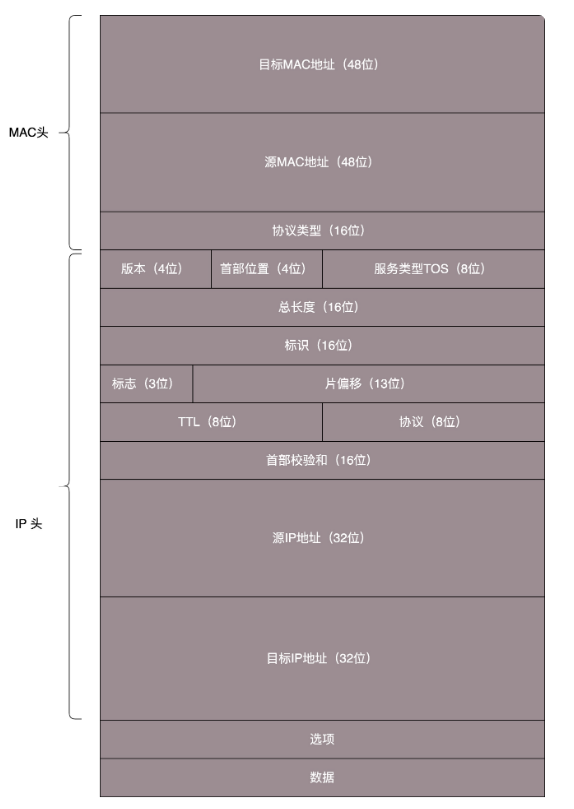 目标MAC地址（48位）
MAC头
源MAC地址（48位）
协议类型（16位）
版本（4位） 首部位置（4位） 服务类型TOS（8位）
总长度（16位）
标识（16位）
标志（3位） 片偏移（13位）
TTL（8位） 协议（8位）
首部校验和（16位）
IP 头
源IP地址（32位）
目标IP地址（32位）
选项
数据